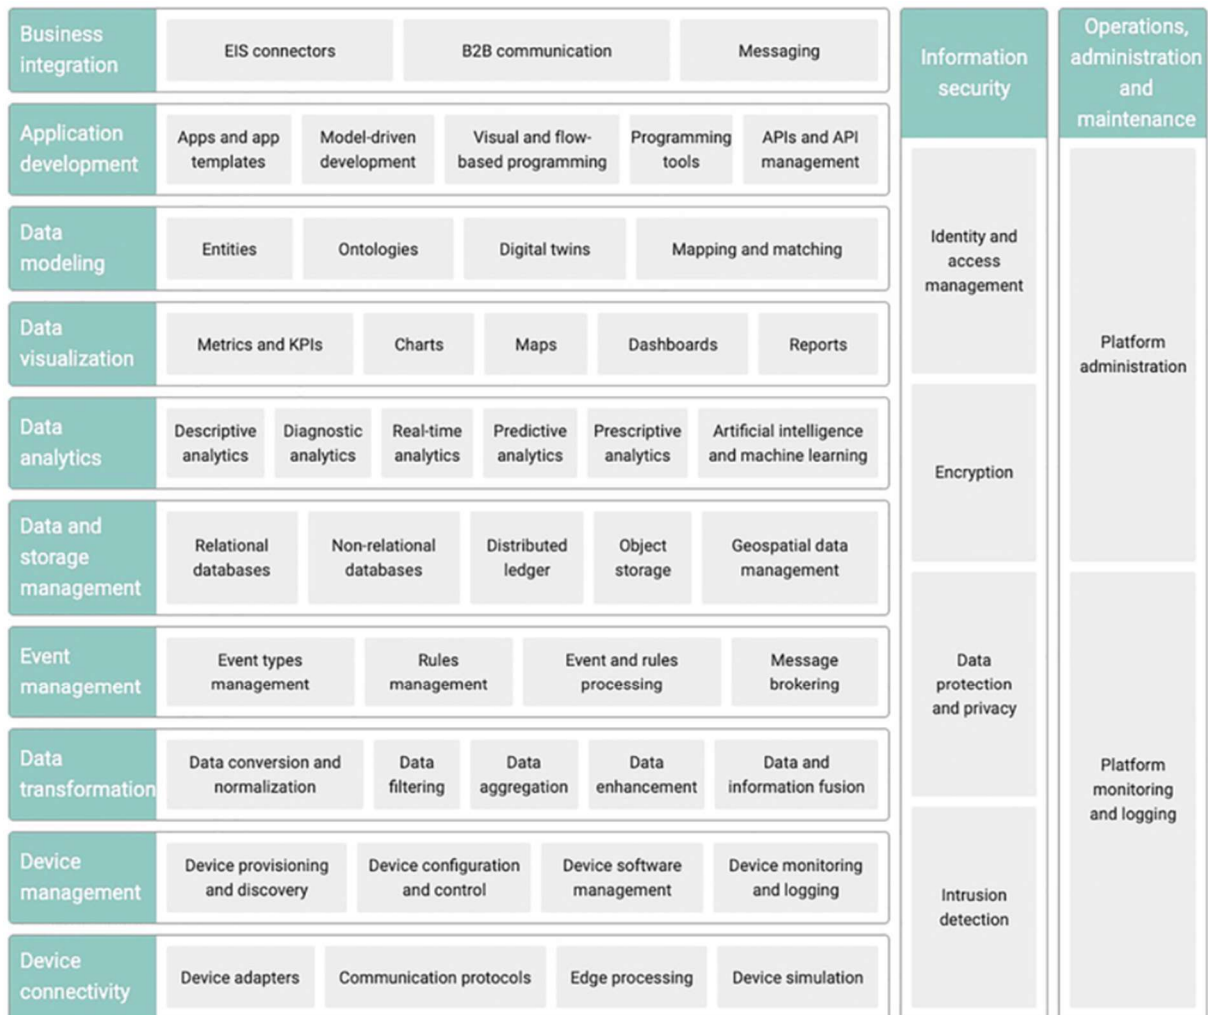 Business
integration
EIS connectors
B2B communication
Messaging
Application
development
Apps and app
templates
Model-driven
development
Visual and flow-
based programming
Programming
tools
APIs and API
management
Data
modeling
Entities
Ontologies
Digital twins
Mapping and matching
Data
visualization
Metrics and KPIs
Charts
Maps
Dashboards
Reports
Data
analytics
Descriptive
analytics
Diagnostic
analytics
Real-time
analytics
Predictive
analytics
Prescriptive
analytics
Artificial intelligence
and machine learning
Data and
storage
management
Relational
databases
Non-relational
databases
Distributed
ledger
Object
storage
Geospatial data
management
Event
management
Event types
management
Rules
management
Event and rules
processing
Message
brokering
Data
transformation
Data conversion and
normalization
Data
filtering
Data
aggregation
Data
enhancement
Data and
information fusion
Device
management
Device provisioning
and discovery
Device configuration
and control
Device software
management
Device monitoring
and logging
Device
connectivity
Device adapters
Communication protocols
Edge processing
Device simulation
Information
security
Identity and
access
management
Encryption
Data
protection
and privacy
Intrusion
detection
Operations,
administration
and
maintenance
Platform
administration
Platform
monitoring
and logging